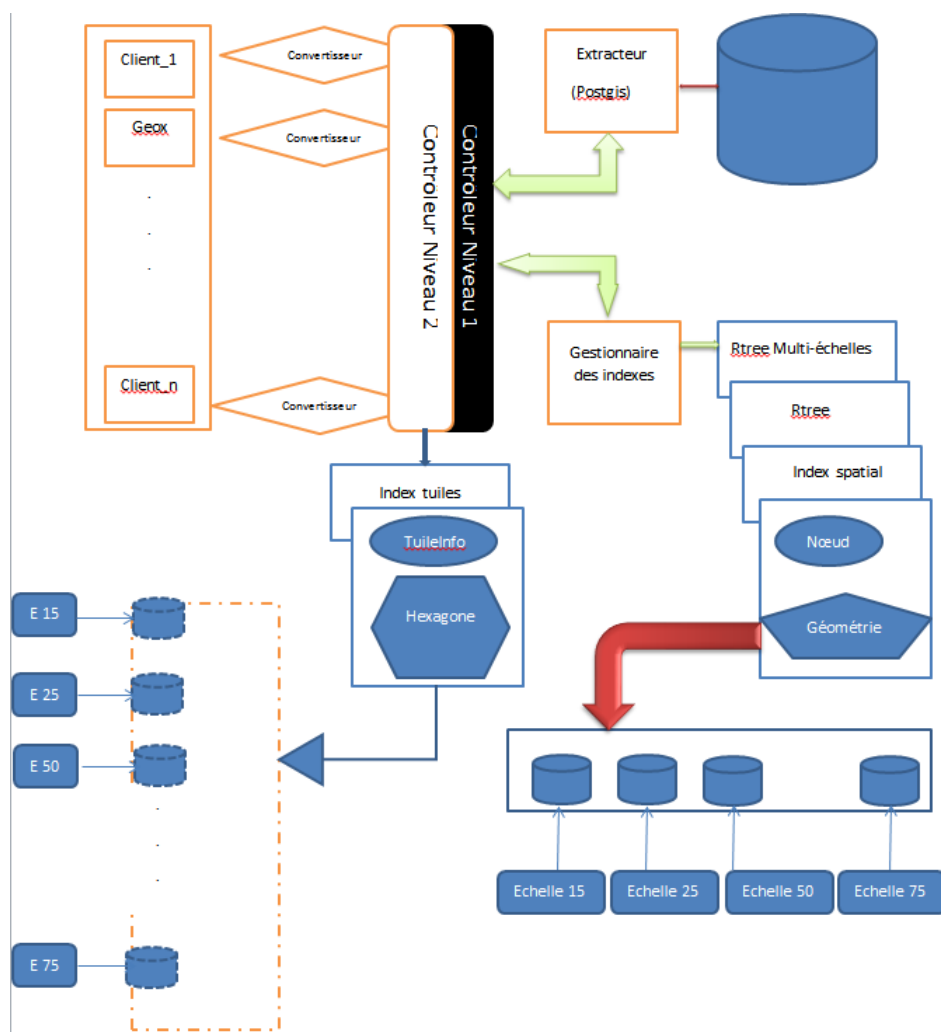 Client_1
Convertisseur
Geox
Convertisseur
.
.
.
Client_n
Convertisseur
Contrôleur Niveau 2
Contrôleur Niveau 1
Extracteur
(Postgis)
Gestionnaire
des indexes
Rtree Multi-échelles
Rtree
Index spatial
Nœud
Géométrie
Index tuiles
TuileInfo
Hexagone
E 15
E 25
E 50
.
.
.
E 75
Echelle 15
Echelle 25
Echelle 50
Echelle 75